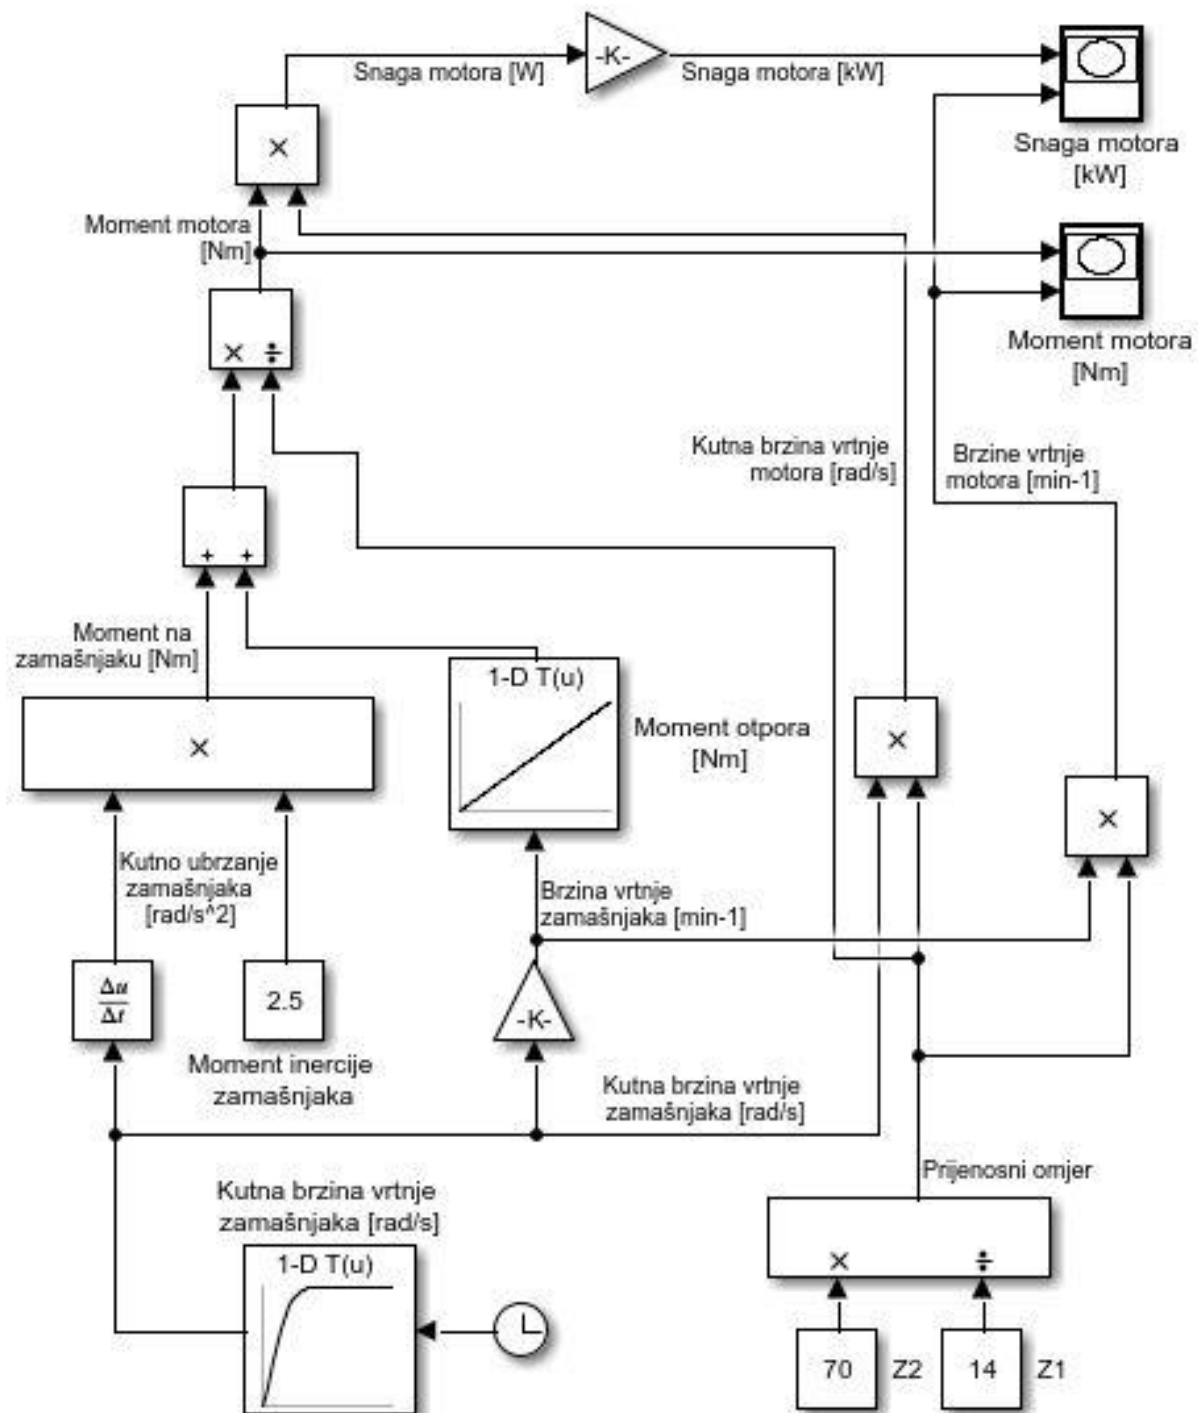 -K-
Snaga motora [W]
Snaga motora [kW]
Snaga motora
[kW]
×
Moment motora
[Nm]
Moment motora
[Nm]
× ÷
Kutna brzina vrtnje
motora [rad/s]
Brzine vrtnje
motora [min-1]
+ +
Moment na
zamašnjaku [Nm]
1-D T(u)
Moment otpora
[Nm]
×
×
×
Kutno ubrzanje
zamašnjaka
[rad/s^2]
Brzina vrtnje
zamašnjaka [min-1]
Δu
Δt
2.5
-K-
Moment inercije
zamašnjaka
Kutna brzina vrtnje
zamašnjaka [rad/s]
Prijenosni omjer
Kutna brzina vrtnje
zamašnjaka [rad/s]
1-D T(u)
× ÷
70
Z2
14
Z1